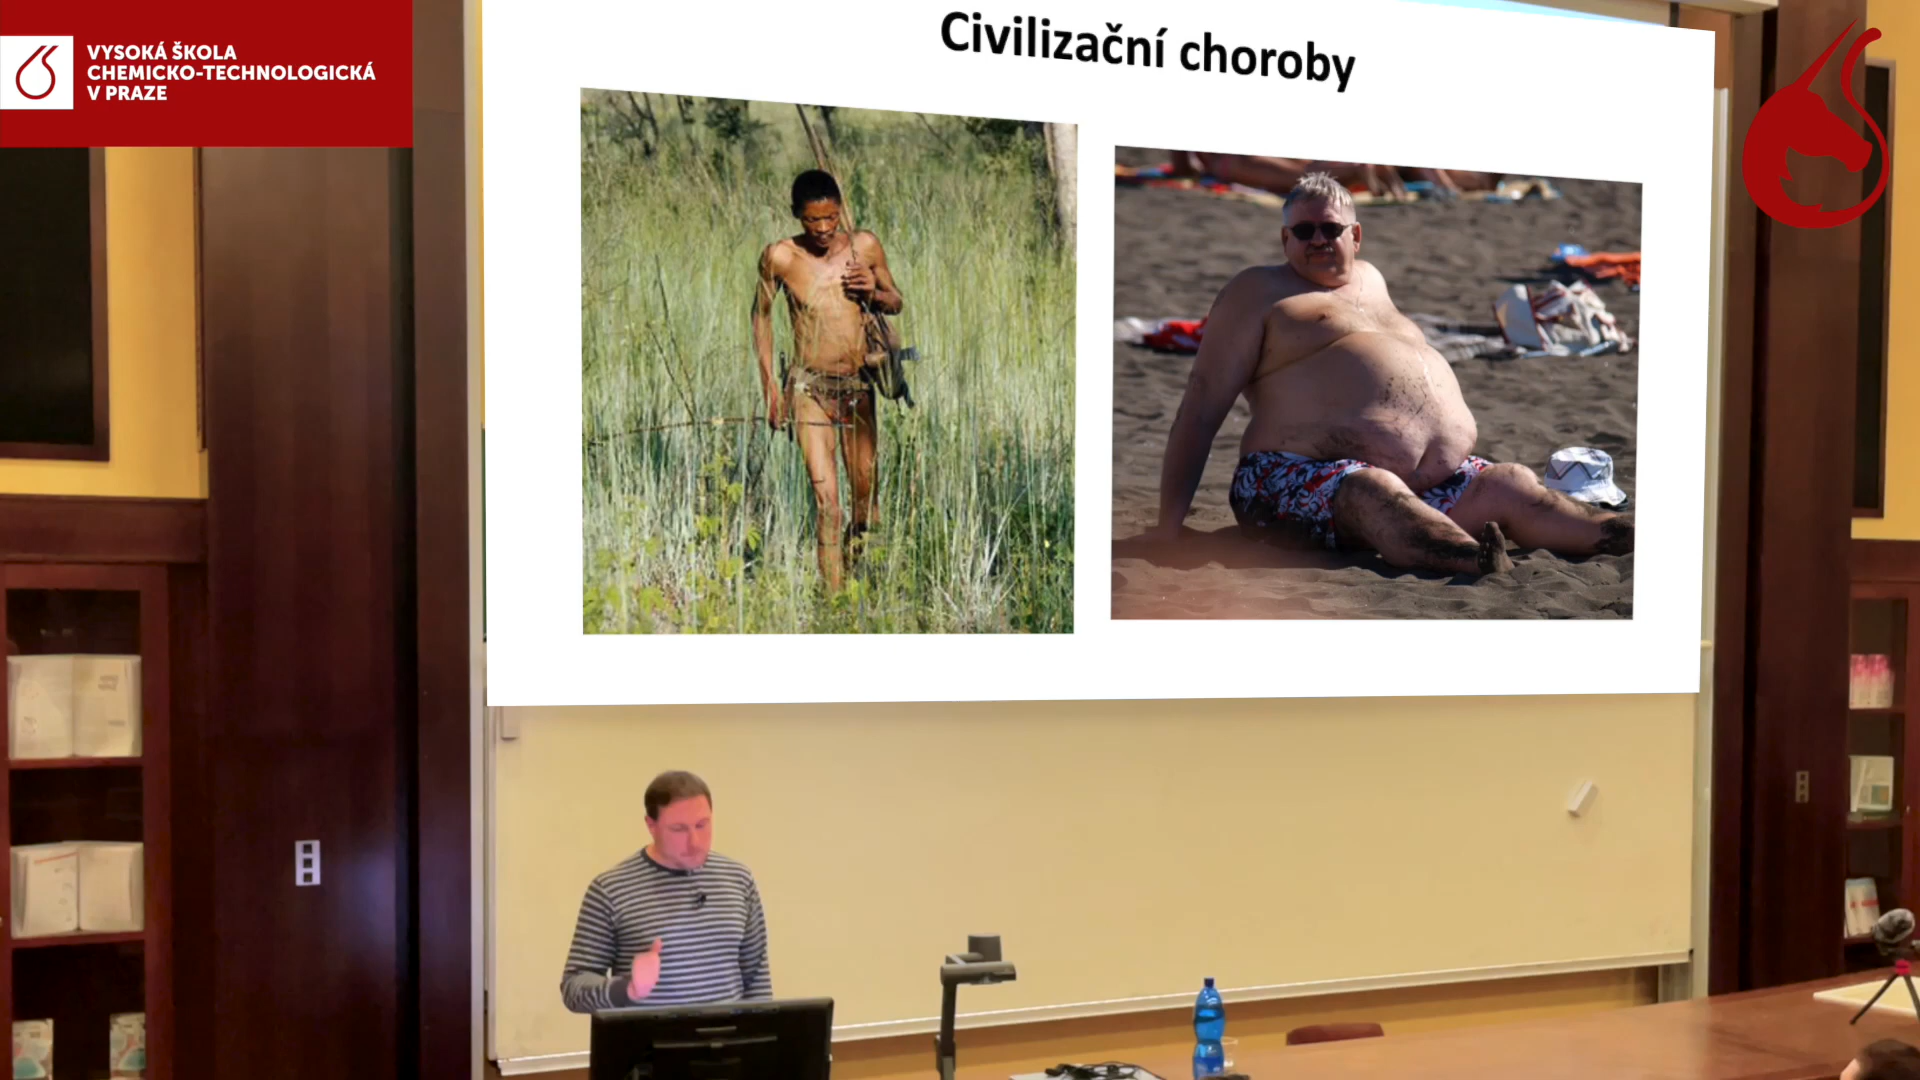 VYSOKÁ ŠKOLA
CHEMICKO-TECHNOLOGICKÁ
V PRAZE
Civilizační choroby